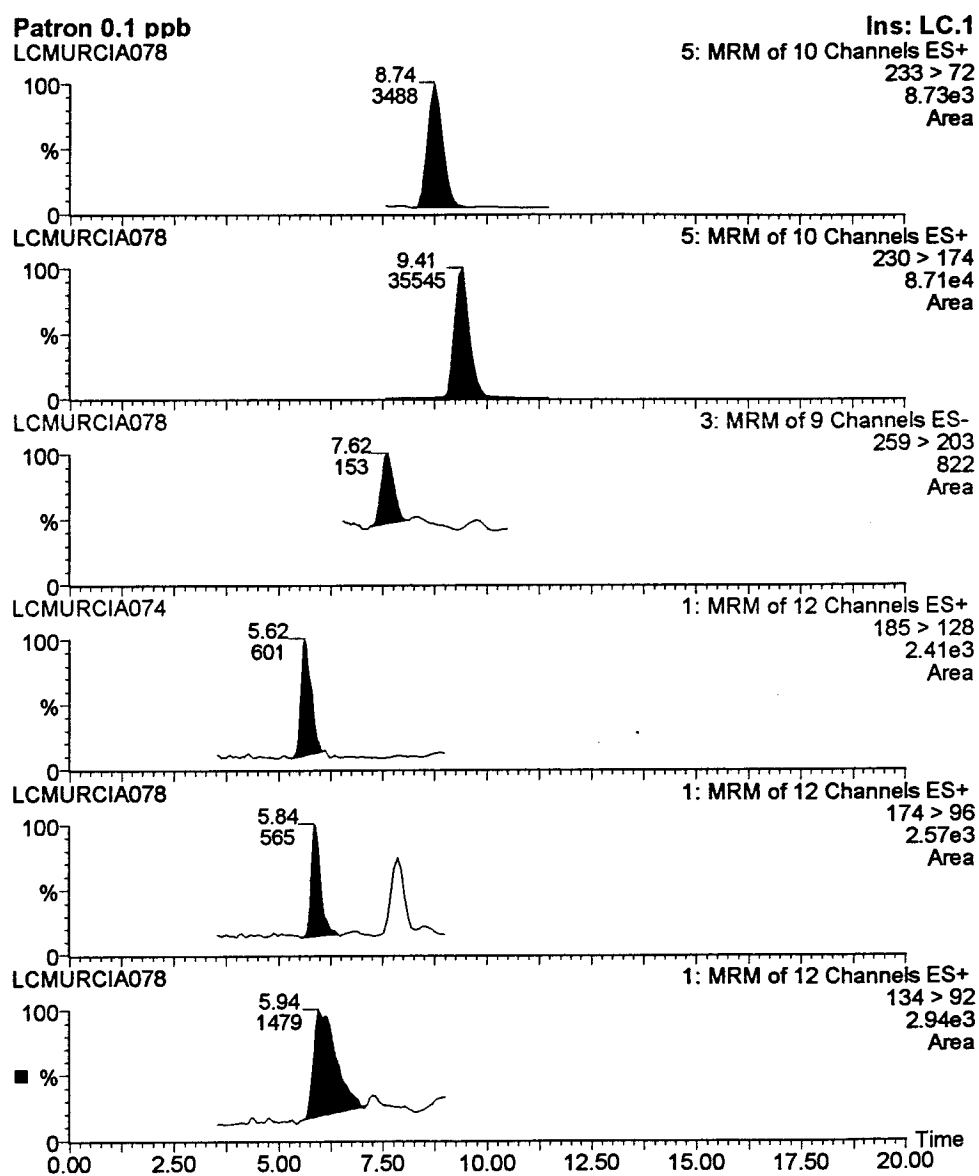 Patron 0.1 ppb
Ins: LC.1
LCMURCIA078
5: MRM of 10 Channels ES+
8.74
3488
233 > 72
8.73e3
Area
100
%
0
LCMURCIA078
5: MRM of 10 Channels ES+
9.41
35545
230 > 174
8.71e4
Area
100
%
0
LCMURCIA078
3: MRM of 9 Channels ES-
7.62
153
259 > 203
822
Area
100
%
0
LCMURCIA074
1: MRM of 12 Channels ES+
5.62
601
185 > 128
2.41e3
Area
100
%
0
LCMURCIA078
1: MRM of 12 Channels ES+
5.84
565
174 > 96
2.57e3
Area
100
%
0
LCMURCIA078
1: MRM of 12 Channels ES+
5.94
1479
134 > 92
2.94e3
Area
100
%
0
Time
0.00 2.50 5.00 7.50 10.00 12.50 15.00 17.50 20.00